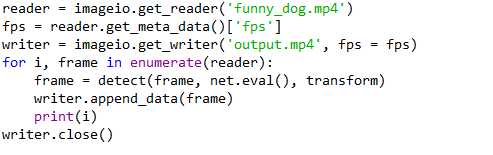 reader = imageio.get_reader('funny_dog.mp4')
fps = reader.get_meta_data()['fps']
writer = imageio.get_writer('output.mp4', fps = fps)
for i, frame in enumerate(reader):
    frame = detect(frame, net.eval(), transform)
    writer.append_data(frame)
    print(i)
writer.close()